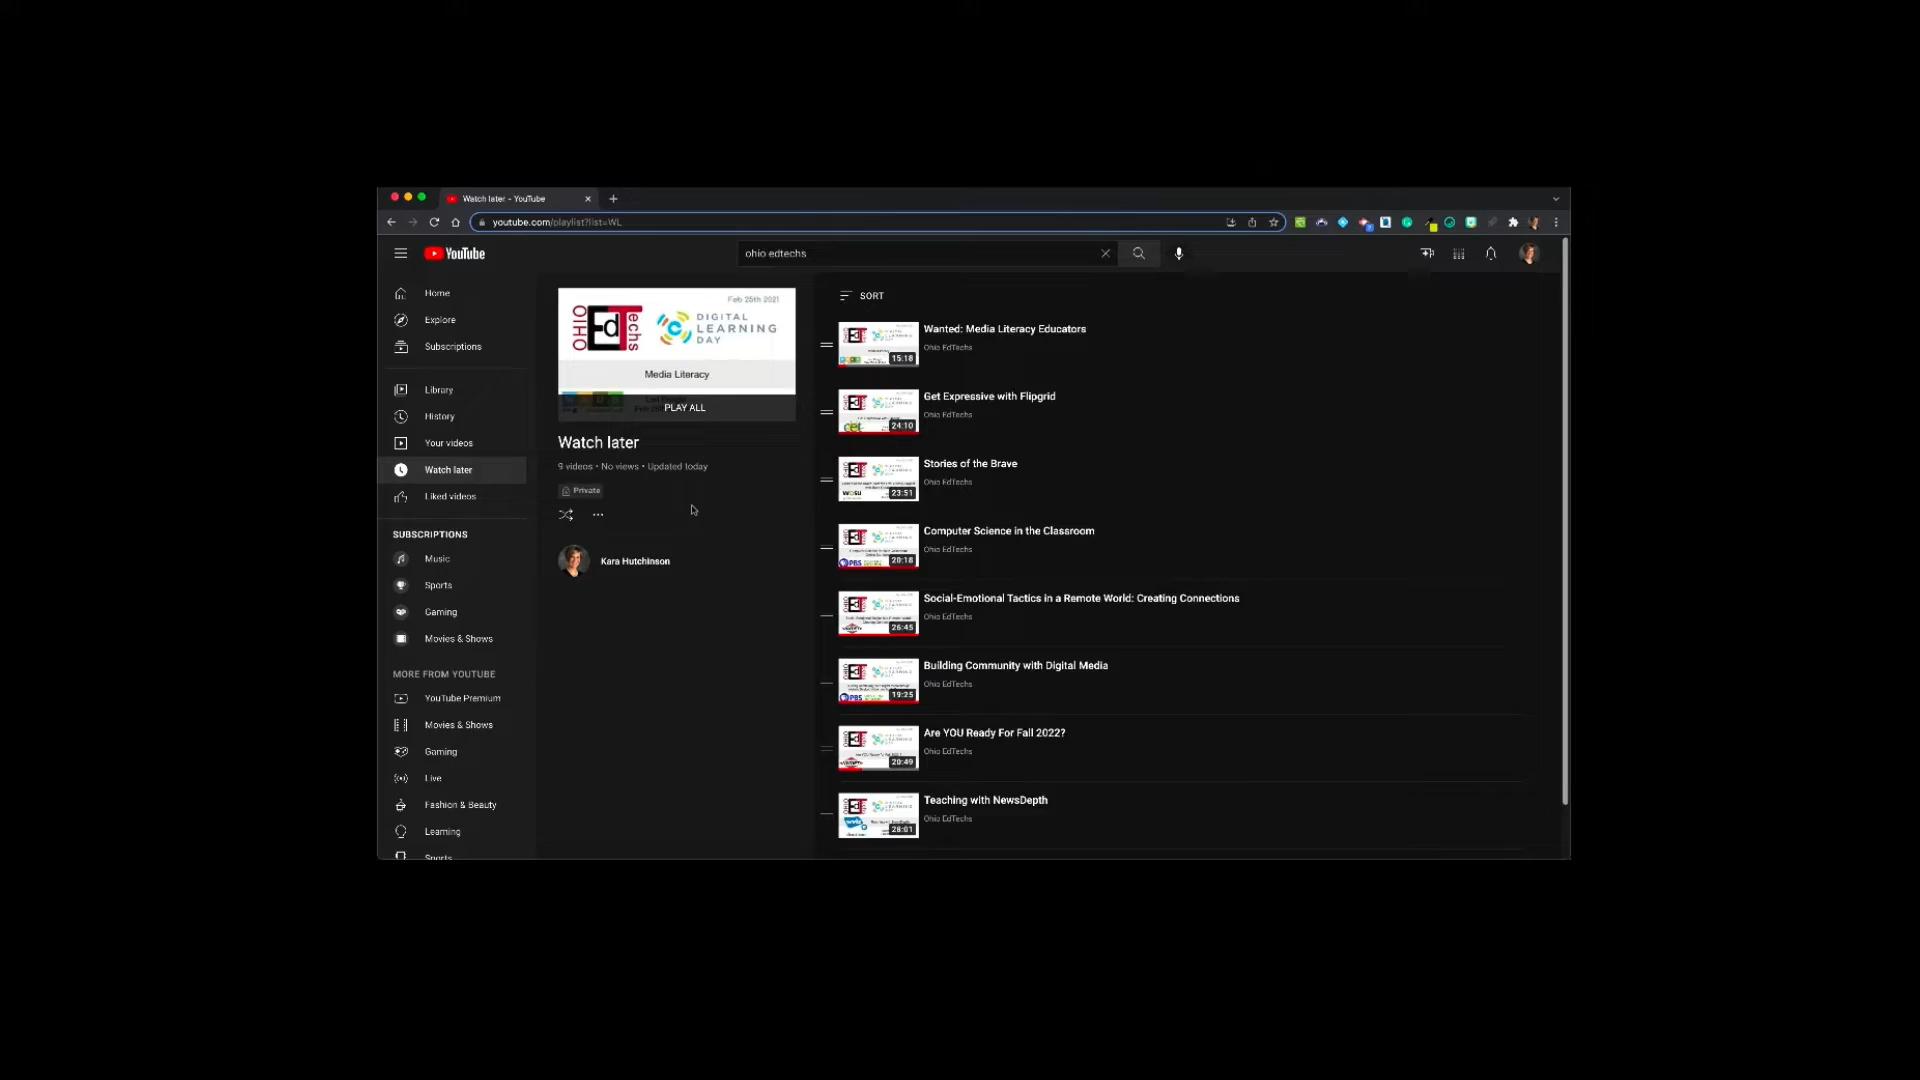 Watch later - YouTube
youtube.com/playlist?list=WL
YouTube
ohio edtechs
Home
Explore
Subscriptions
Library
History
Your videos
Watch later
Liked videos
SUBSCRIPTIONS
Music
Sports
Gaming
Movies & Shows
MORE FROM YOUTUBE
YouTube Premium
Movies & Shows
Gaming
Live
Fashion & Beauty
Learning
Sports
Feb 25th 2021
OHIO EdTechs
DIGITAL
LEARNING
DAY
Media Literacy
PLAY ALL
Watch later
9 videos • No views • Updated today
Private
Kara Hutchinson
SORT
Wanted: Media Literacy Educators
Ohio EdTechs
15:18
Get Expressive with Flipgrid
Ohio EdTechs
24:10
Stories of the Brave
Ohio EdTechs
23:51
Computer Science in the Classroom
Ohio EdTechs
20:18
Social-Emotional Tactics in a Remote World: Creating Connections
Ohio EdTechs
26:45
Building Community with Digital Media
Ohio EdTechs
19:25
Are YOU Ready For Fall 2022?
Ohio EdTechs
20:49
Teaching with NewsDepth
Ohio EdTechs
28:01